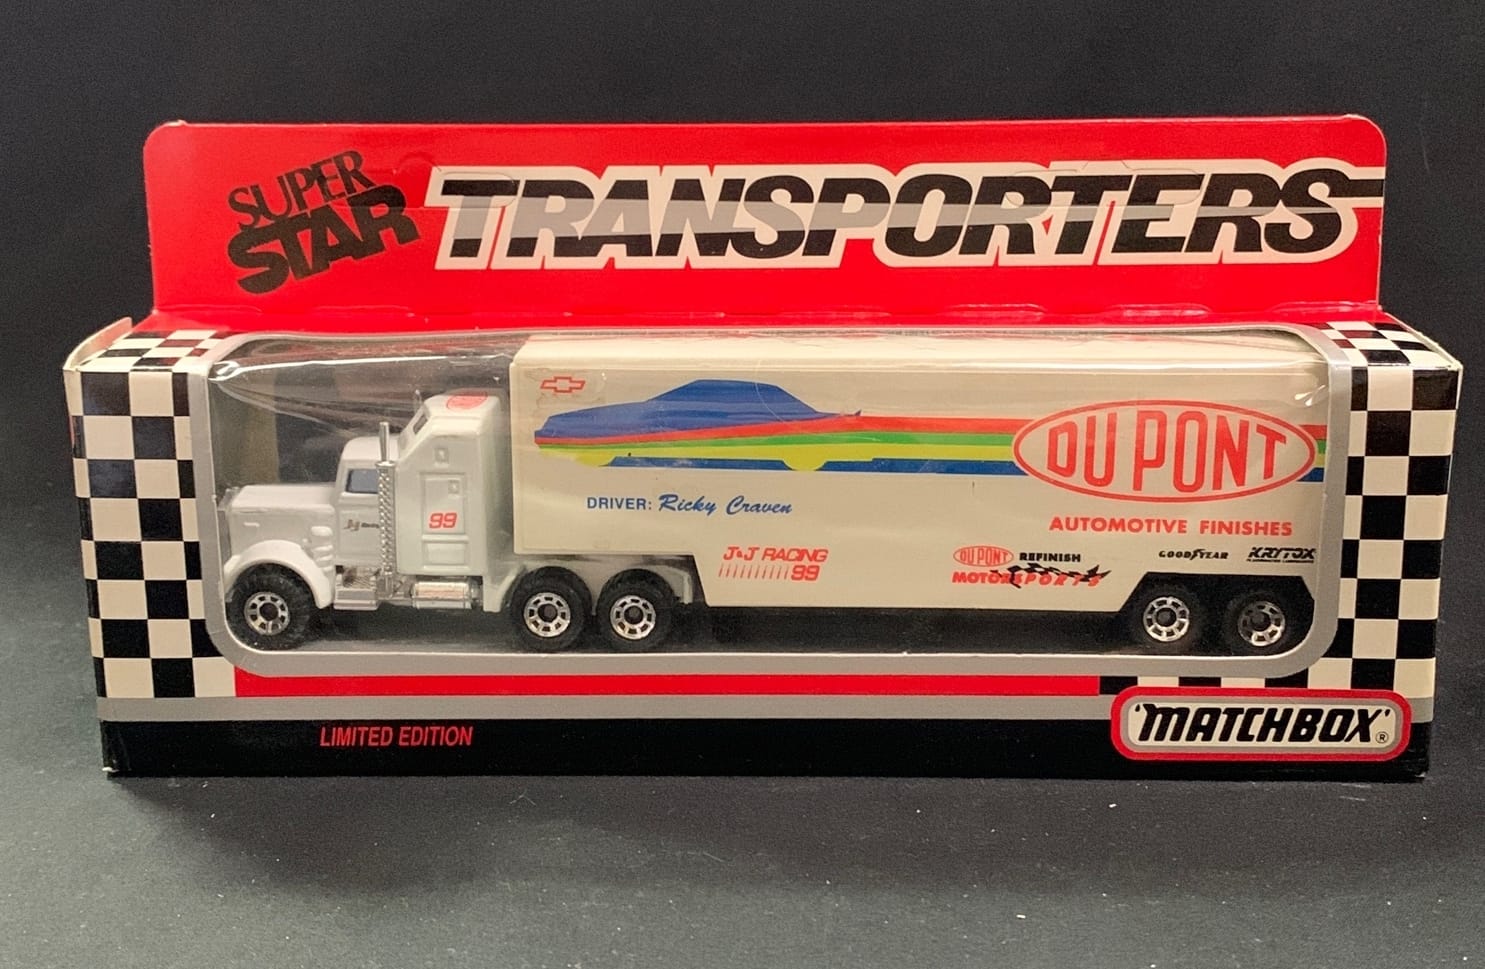 SUPER
STAR
TRANSPORTERS
DU PONT
DRIVER: Ricky Craven
AUTOMOTIVE FINISHES
99
J&J RACING
99
DU PONT REFINISH
MOTORSPORTS
GOODYEAR
KRYTOX
LIMITED EDITION
'MATCHBOX'®